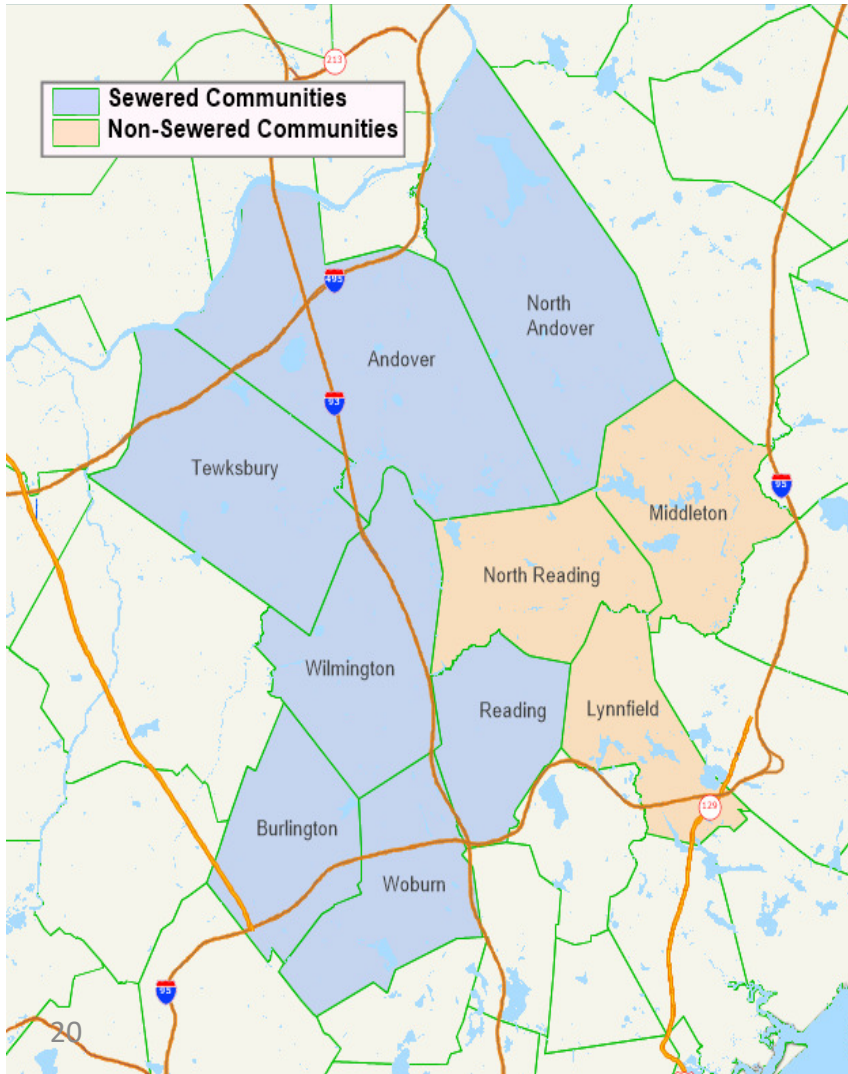 213
Sewered Communities
Non-Sewered Communities
495
North
Andover
Andover
93
Tewksbury
95
Middleton
North Reading
Wilmington
Reading
Lynnfield
129
Burlington
Woburn
95
20